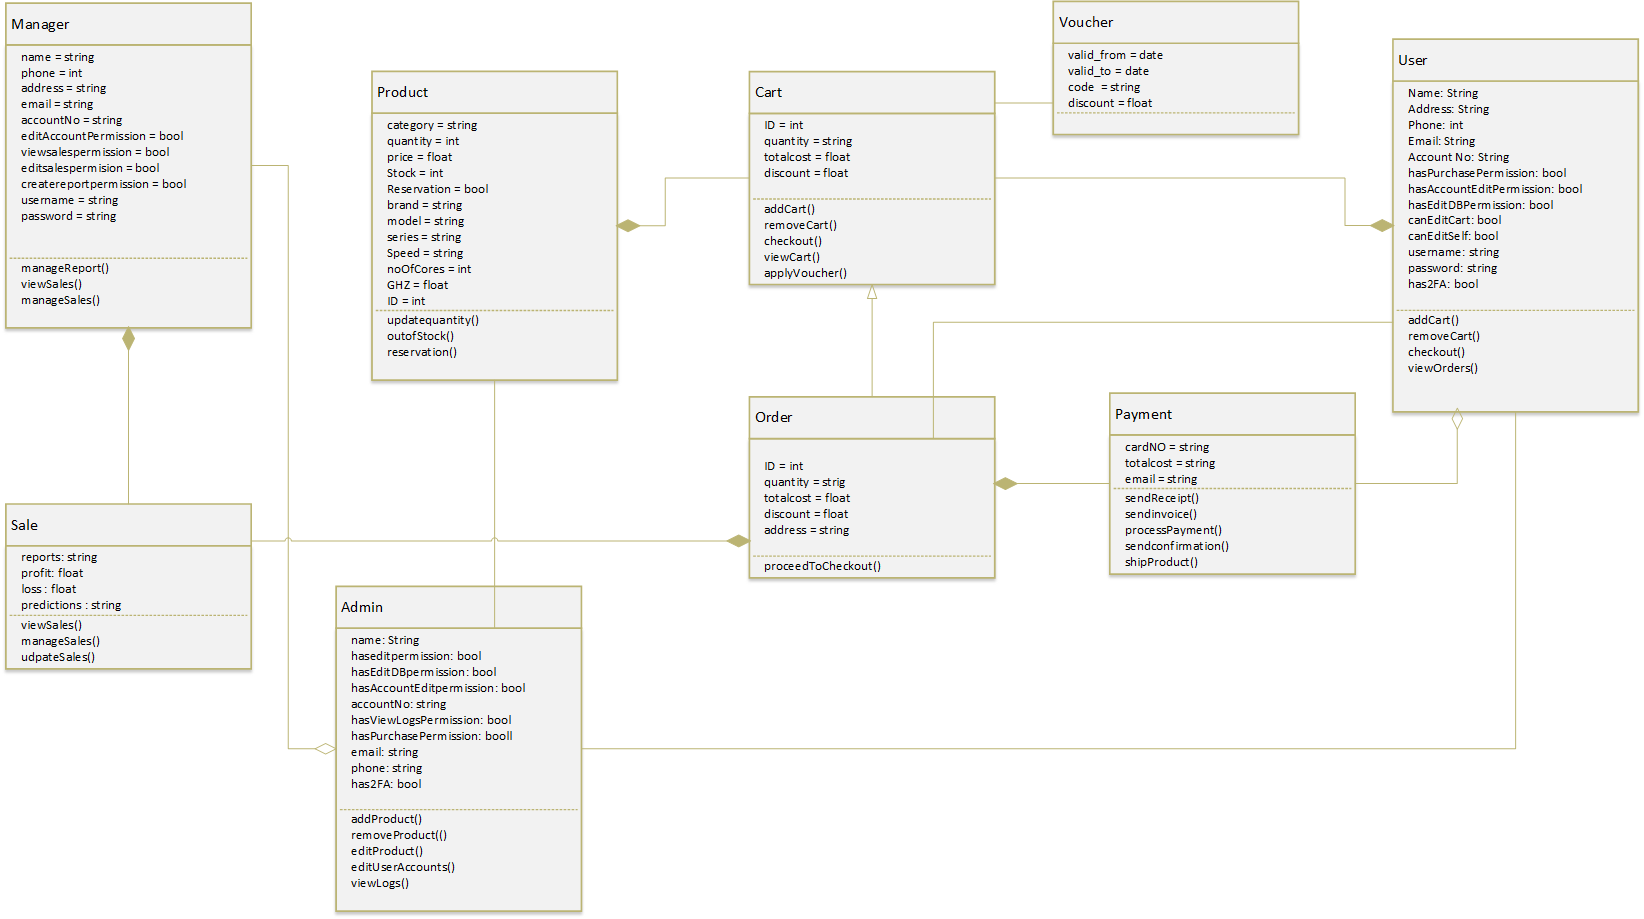 Manager
name = string
phone = int
address = string
email = string
accountNo = string
editAccountPermission = bool
viewsalespermission = bool
editsalespermision = bool
createreportpermission = bool
username = string
password = string
manageReport()
viewSales()
manageSales()
Product
category = string
quantity = int
price = float
Stock = int
Reservation = bool
brand = string
model = string
series = string
Speed = string
noOfCores = int
GHZ = float
ID = int
updatequantity()
outofStock()
reservation()
Cart
ID = int
quantity = string
totalcost = float
discount = float
addCart()
removeCart()
checkout()
viewCart()
applyVoucher()
Voucher
valid_from = date
valid_to = date
code = string
discount = float
User
Name: String
Address: String
Phone: int
Email: String
Account No: String
hasPurchasePermission: bool
hasAccountEditPermission: bool
hasEditDBPermission: bool
canEditCart: bool
canEditSelf: bool
username: string
password: string
has2FA: bool
addCart()
removeCart()
checkout()
viewOrders()
Order
ID = int
quantity = strig
totalcost = float
discount = float
address = string
proceedToCheckout()
Payment
cardNO = string
totalcost = string
email = string
sendReceipt()
sendinvoice()
processPayment()
sendconfirmation()
shipProduct()
Sale
reports: string
profit: float
loss : float
predictions : string
viewSales()
manageSales()
udpateSales()
Admin
name: String
haseditpermission: bool
hasEditDBpermission: bool
hasAccountEditpermission: bool
accountNo: string
hasViewLogsPermission: bool
hasPurchasePermission: booll
email: string
phone: string
has2FA: bool
addProduct()
removeProduct(()
editProduct()
editUserAccounts()
viewLogs()